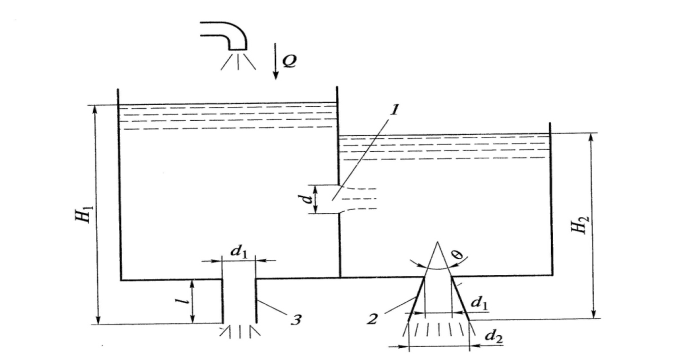 Q
1
d
H₁
H₂
d₁
θ
l
3
2
d₁
d₂